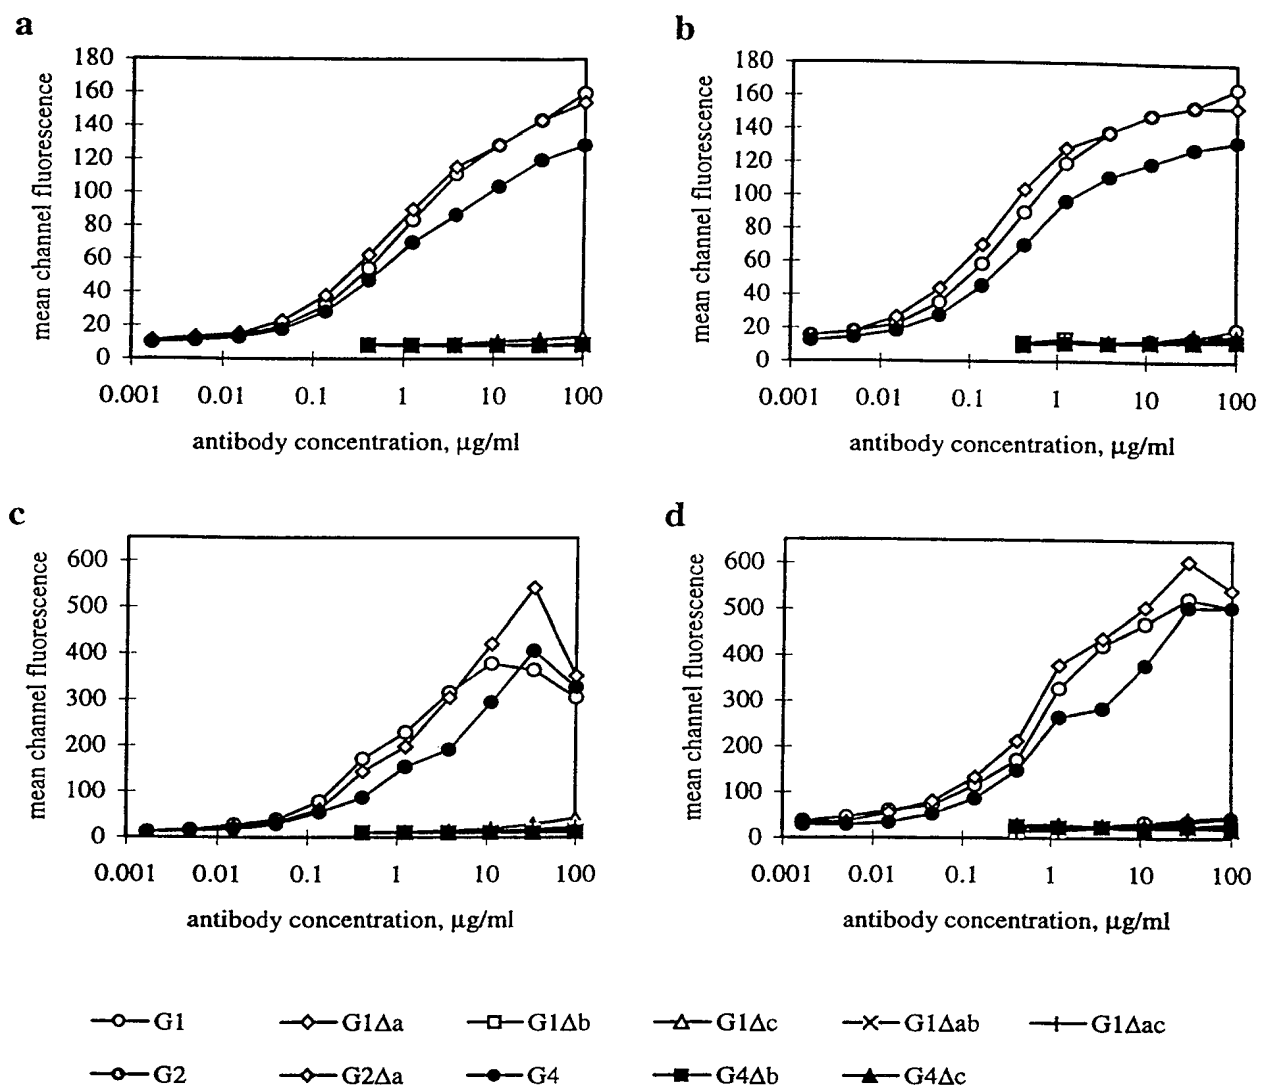 a
180
160
140
120
100
80
60
40
20
0
mean channel fluorescence
0.001 0.01 0.1 1 10 100
antibody concentration, μg/ml
b
180
160
140
120
100
80
60
40
20
0
mean channel fluorescence
0.001 0.01 0.1 1 10 100
antibody concentration, μg/ml
c
600
500
400
300
200
100
0
mean channel fluorescence
0.001 0.01 0.1 1 10 100
antibody concentration, μg/ml
d
600
500
400
300
200
100
0
mean channel fluorescence
0.001 0.01 0.1 1 10 100
antibody concentration, μg/ml
G1 G1Δa G1Δb G1Δc G1Δab G1Δac
G2 G2Δa G4 G4Δb G4Δc